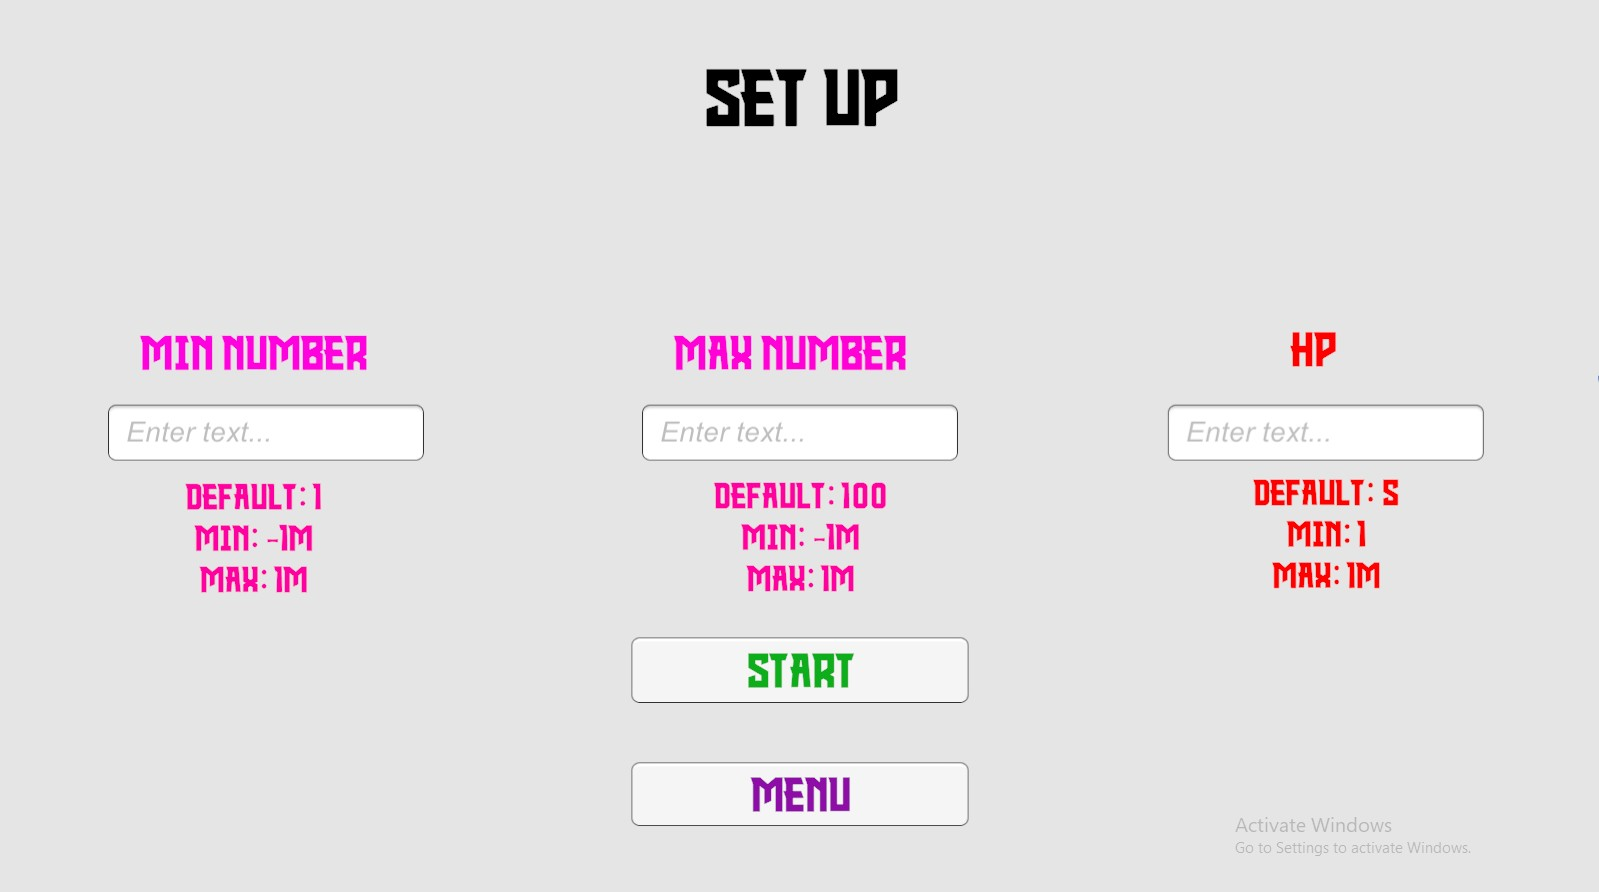 SET UP
MIN NUMBER
MAX NUMBER
HP
Enter text...
Enter text...
Enter text...
DEFAULT: 1
MIN: -1M
MAX: 1M
DEFAULT: 100
MIN: -1M
MAX: 1M
DEFAULT: 5
MIN: 1
MAX: 1M
START
MENU
Activate Windows
Go to Settings to activate Windows.